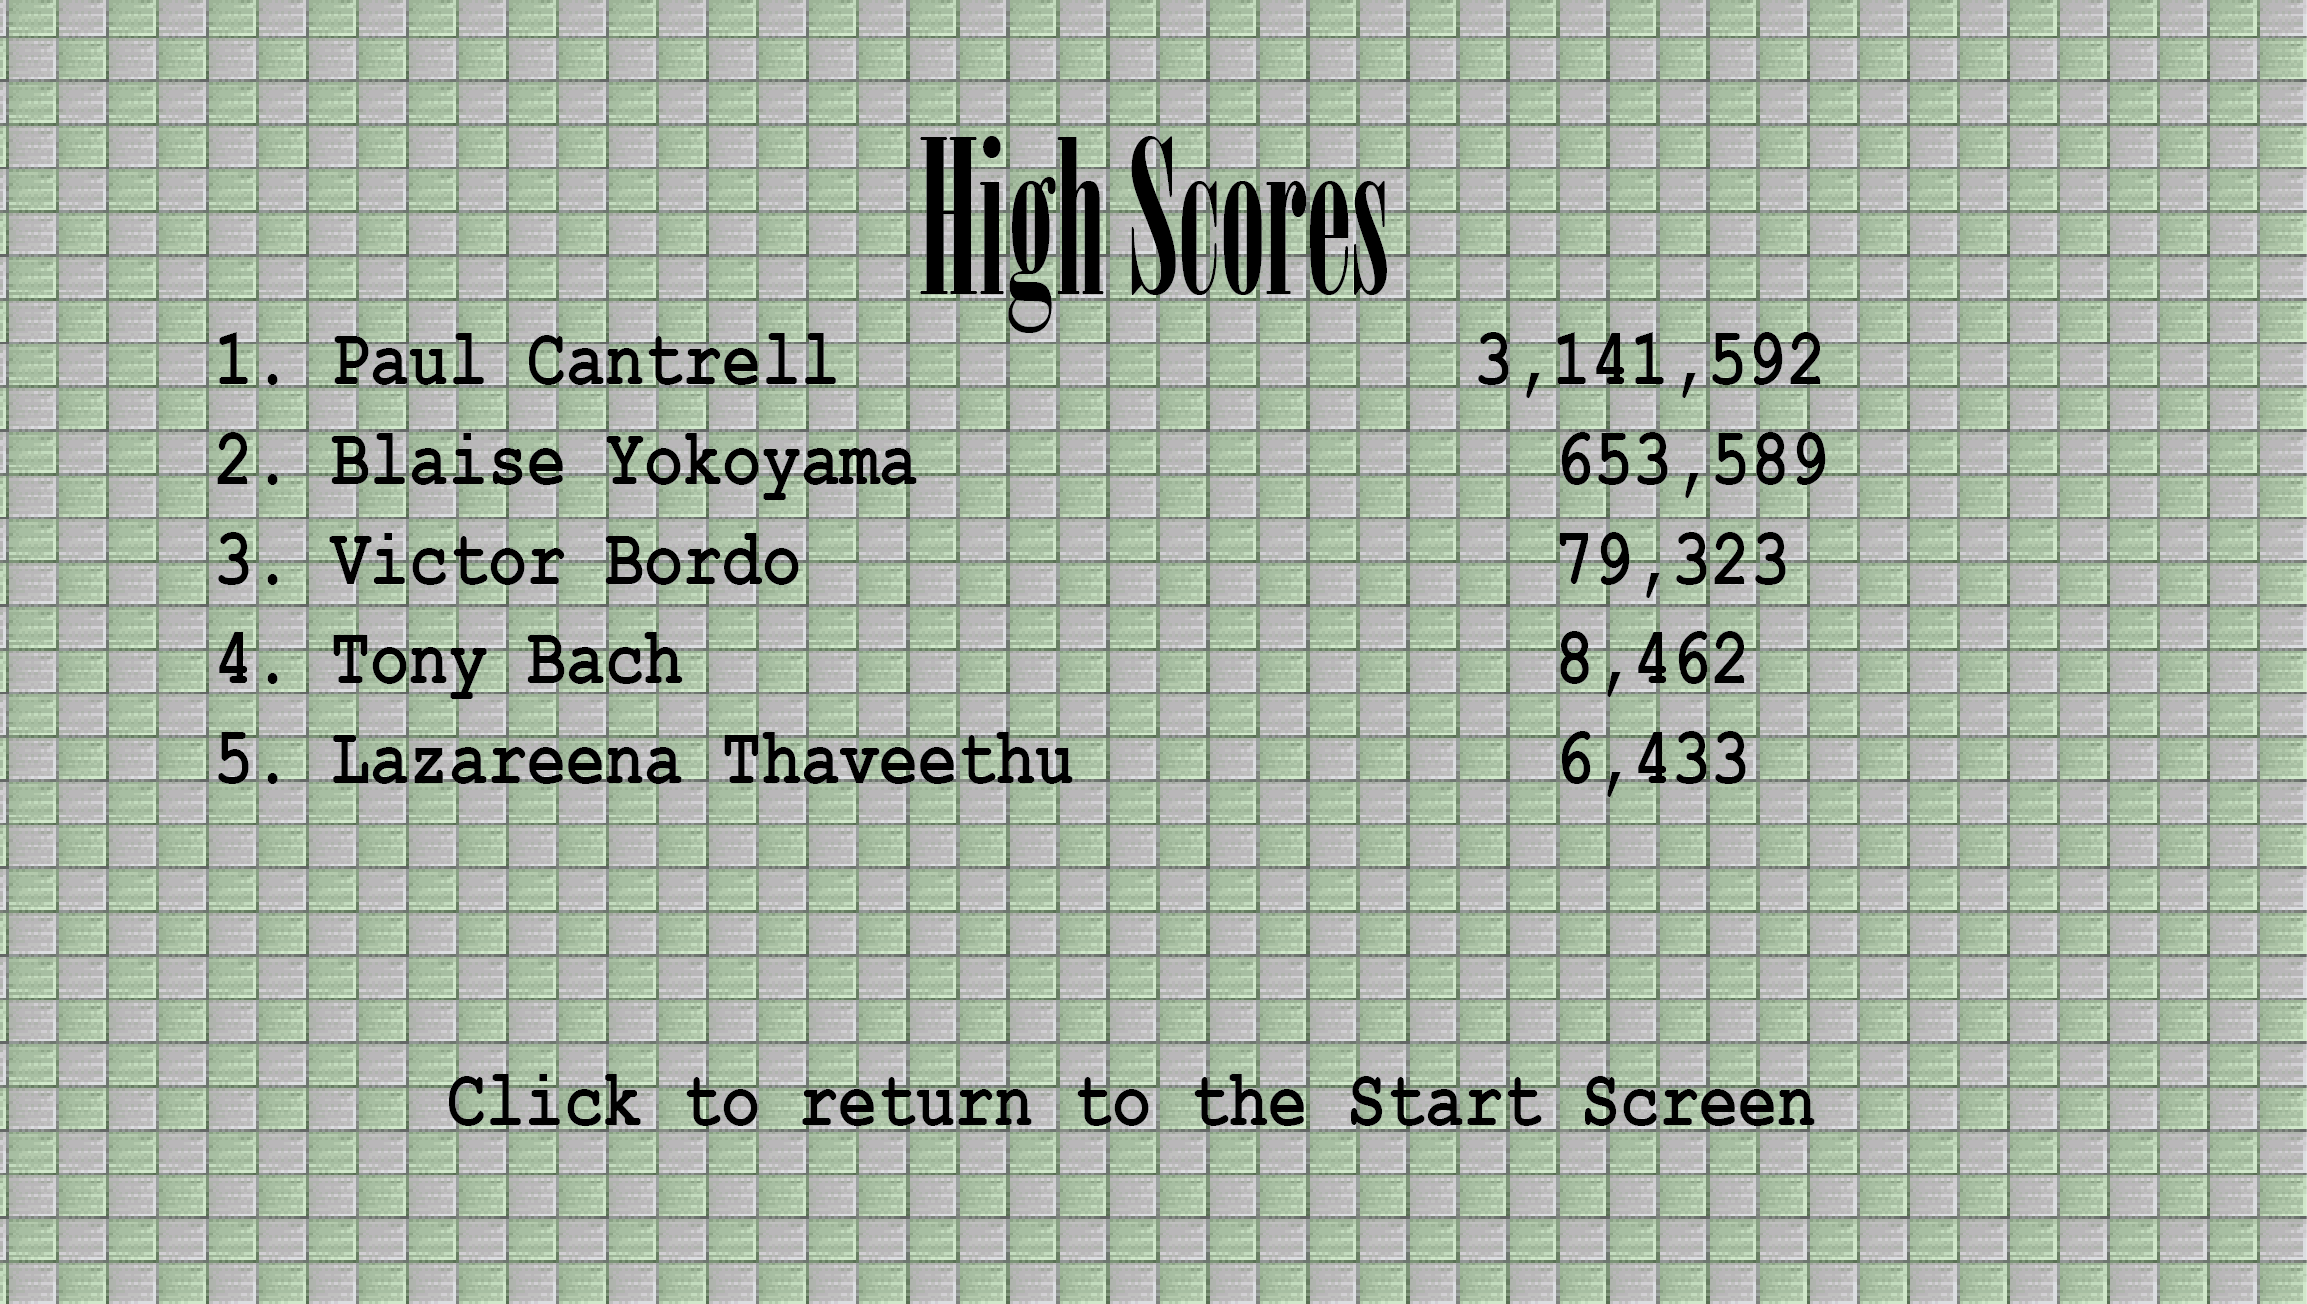 High Scores
1. Paul Cantrell 3,141,592
2. Blaise Yokoyama 653,589
3. Victor Bordo 79,323
4. Tony Bach 8,462
5. Lazareena Thaveethu 6,433
Click to return to the Start Screen